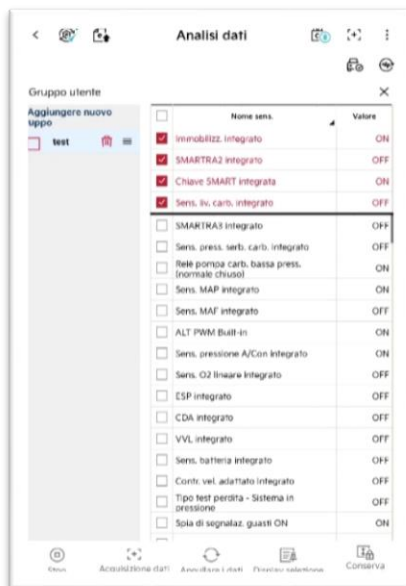 Analisi dati
Gruppo utente
Aggiungere nuovo
uppo
test
Nome sens.
Valore
Immobilizz. integrato ON
SMARTRA2 integrato OFF
Chiave SMART integrata ON
Sens. liv. carb. integrato OFF
SMARTRA3 integrato OFF
Sens. press. serb. carb. integrato OFF
Relè pompa carb. bassa press.
(normale chiuso) ON
Sens. MAP integrato ON
Sens. MAF integrato OFF
ALT PWM Built-in ON
Sens. pressione A/Con integrato ON
Sens. O2 lineare integrato OFF
ESP integrato OFF
CDA integrato OFF
VVL integrato OFF
Sens. batteria integrato OFF
Contr. vel. adattato integrato OFF
Tipo test perdita - Sistema in
pressione OFF
Spia di segnalaz. guasti ON ON
Stop
Acquisizione dati
Conserva